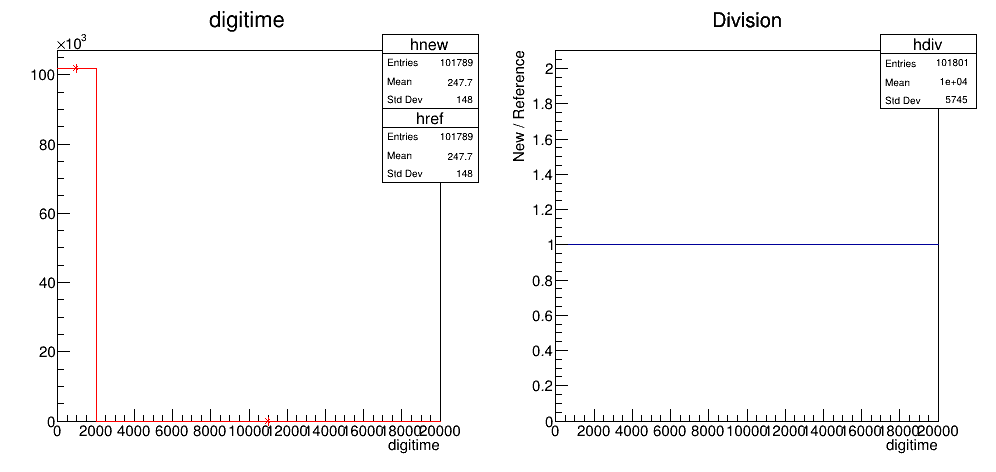 digitime
×10³
hnew
Entries 101789
Mean 247.7
Std Dev 148
href
Entries 101789
Mean 247.7
Std Dev 148
100
80
60
40
20
0
0 2000 4000 6000 8000 10000 12000 14000 16000 18000 20000
digitime
Division
hdiv
Entries 101801
Mean 1e+04
Std Dev 5745
New / Reference
2
1.8
1.6
1.4
1.2
1
0.8
0.6
0.4
0.2
0
0 2000 4000 6000 8000 10000 12000 14000 16000 18000 20000
digitime